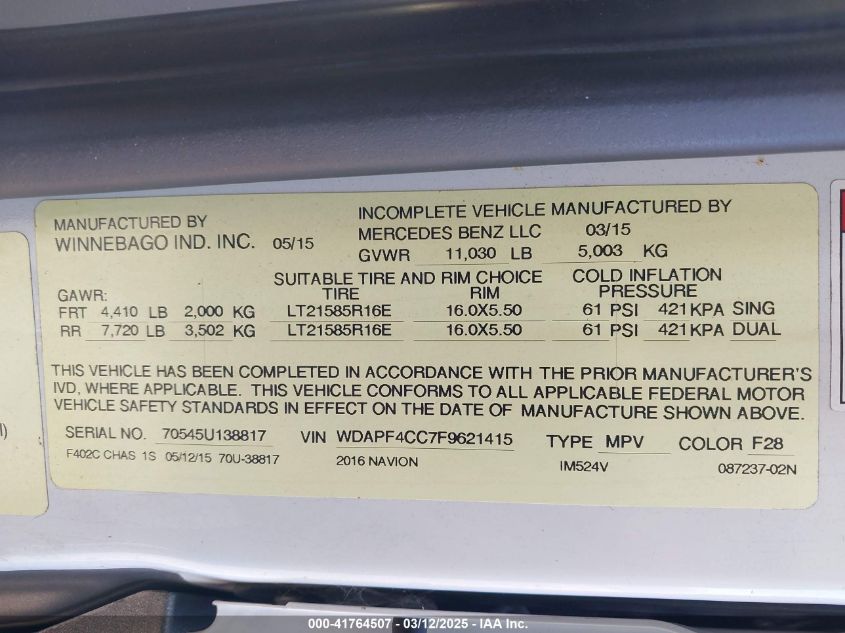 MANUFACTURED BY
WINNEBAGO IND. INC. 05/15
INCOMPLETE VEHICLE MANUFACTURED BY
MERCEDES BENZ LLC 03/15
GVWR 11,030 LB 5,003 KG
SUITABLE TIRE AND RIM CHOICE COLD INFLATION
GAWR: TIRE RIM PRESSURE
FRT 4,410 LB 2,000 KG LT21585R16E 16.0X5.50 61 PSI 421 KPA SING
RR 7,720 LB 3,502 KG LT21585R16E 16.0X5.50 61 PSI 421 KPA DUAL
THIS VEHICLE HAS BEEN COMPLETED IN ACCORDANCE WITH THE PRIOR MANUFACTURER'S
IVD, WHERE APPLICABLE. THIS VEHICLE CONFORMS TO ALL APPLICABLE FEDERAL MOTOR
VEHICLE SAFETY STANDARDS IN EFFECT ON THE DATE OF MANUFACTURE SHOWN ABOVE.
SERIAL NO. 70545U138817 VIN WDAPF4CC7F9621415 TYPE MPV COLOR F28
F402C CHAS 1S 05/12/15 70U-38817 2016 NAVION IM524V 087237-02N
000-41764507 - 03/12/2025 - IAA Inc.